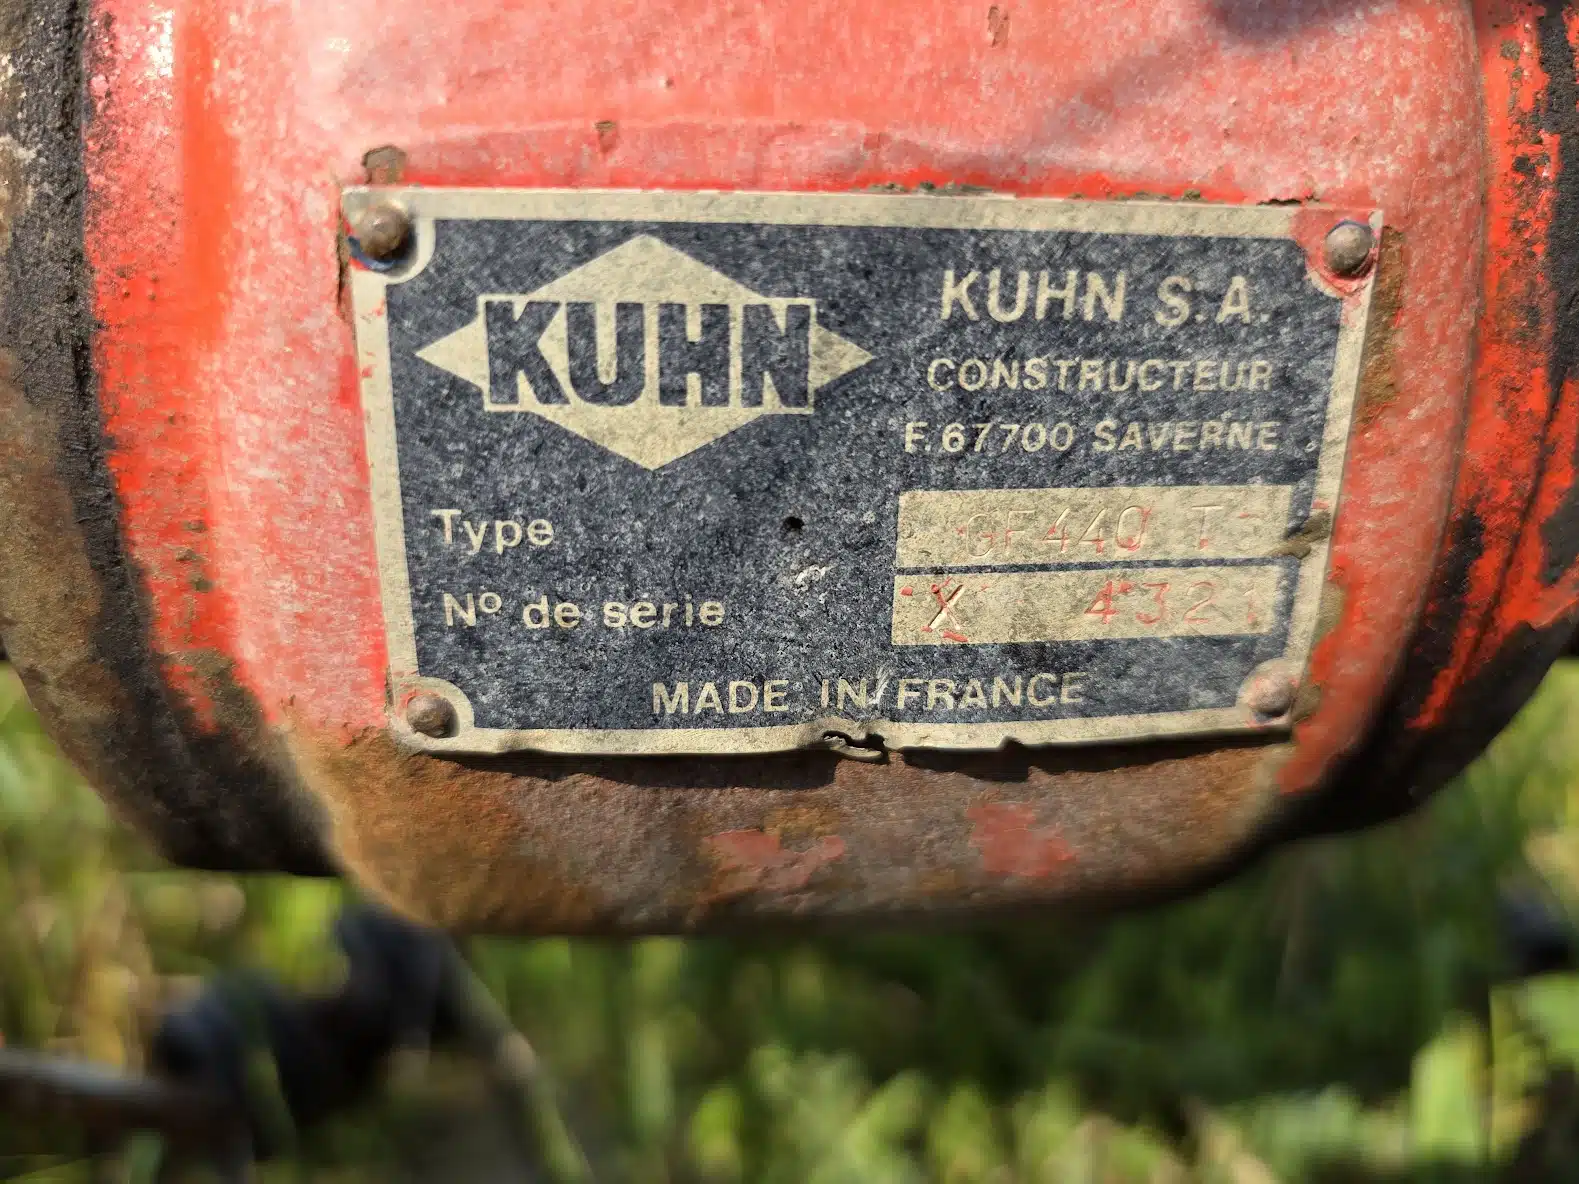 KUHN
KUHN S.A.
CONSTRUCTEUR
F.67700 SAVERNE
Type GF440 T
Nº de série X 4321
MADE IN FRANCE